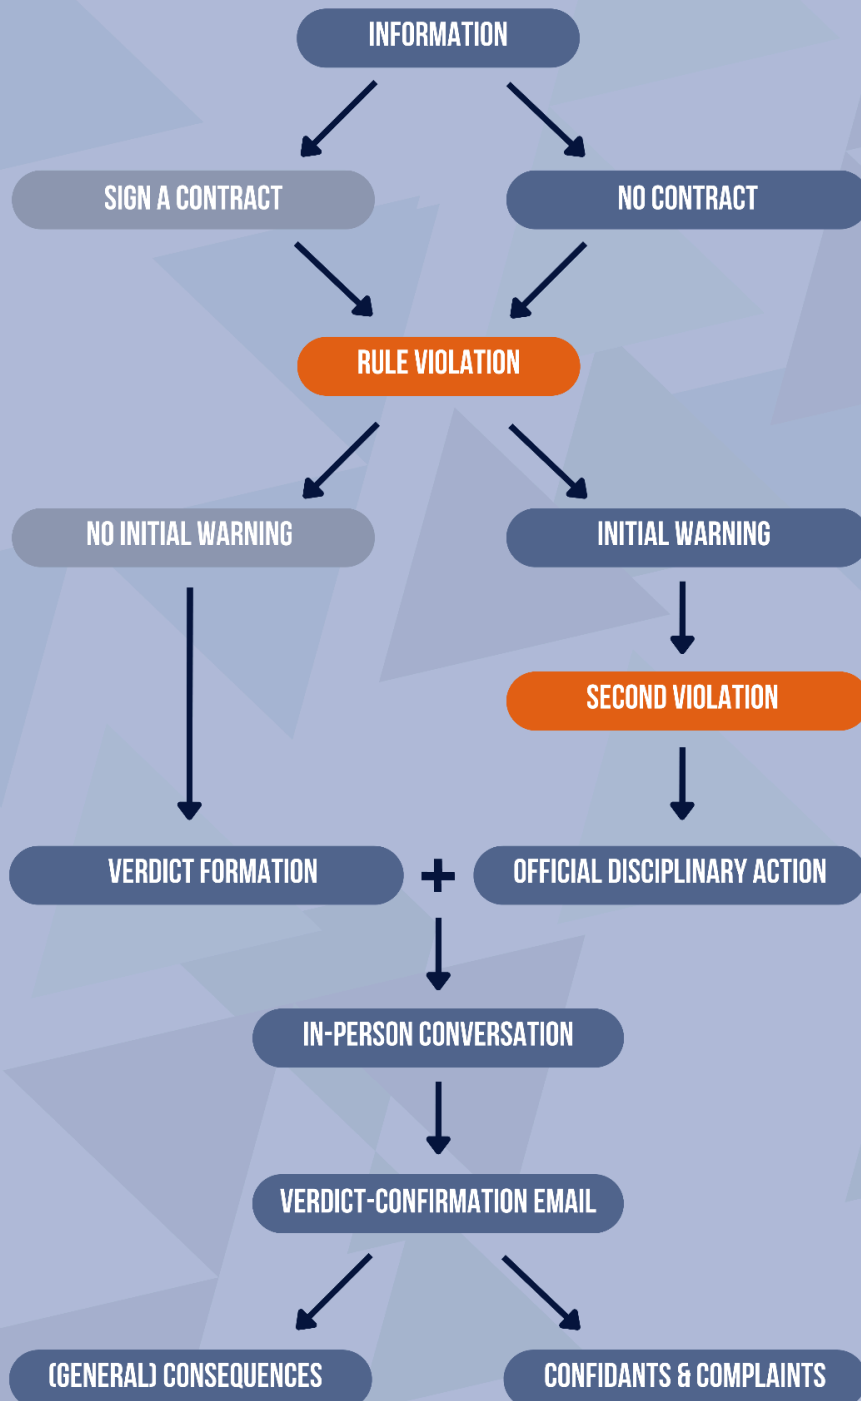 INFORMATION
SIGN A CONTRACT
NO CONTRACT
RULE VIOLATION
NO INITIAL WARNING
INITIAL WARNING
SECOND VIOLATION
VERDICT FORMATION
+
OFFICIAL DISCIPLINARY ACTION
IN-PERSON CONVERSATION
VERDICT-CONFIRMATION EMAIL
(GENERAL) CONSEQUENCES
CONFIDANTS & COMPLAINTS